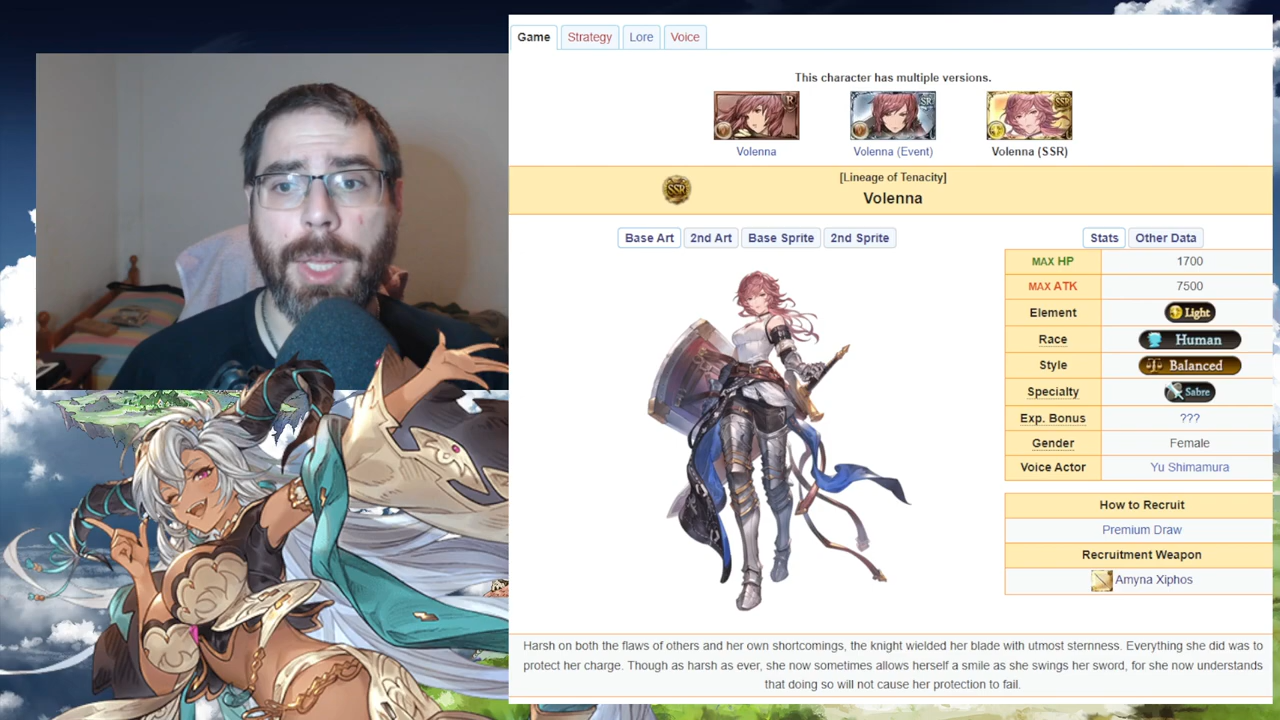 Game Strategy Lore Voice
This character has multiple versions.
R SR SSR
Volenna Volenna (Event) Volenna (SSR)
SSR
[Lineage of Tenacity]
Volenna
Base Art 2nd Art Base Sprite 2nd Sprite
Stats Other Data
MAX HP 1700
MAX ATK 7500
Element Light
Race Human
Style Balanced
Specialty Sabre
Exp. Bonus ???
Gender Female
Voice Actor Yu Shimamura
How to Recruit
Premium Draw
Recruitment Weapon
Amyna Xiphos
Harsh on both the flaws of others and her own shortcomings, the knight wielded her blade with utmost sternness. Everything she did was to
protect her charge. Though as harsh as ever, she now sometimes allows herself a smile as she swings her sword, for she now understands
that doing so will not cause her protection to fail.